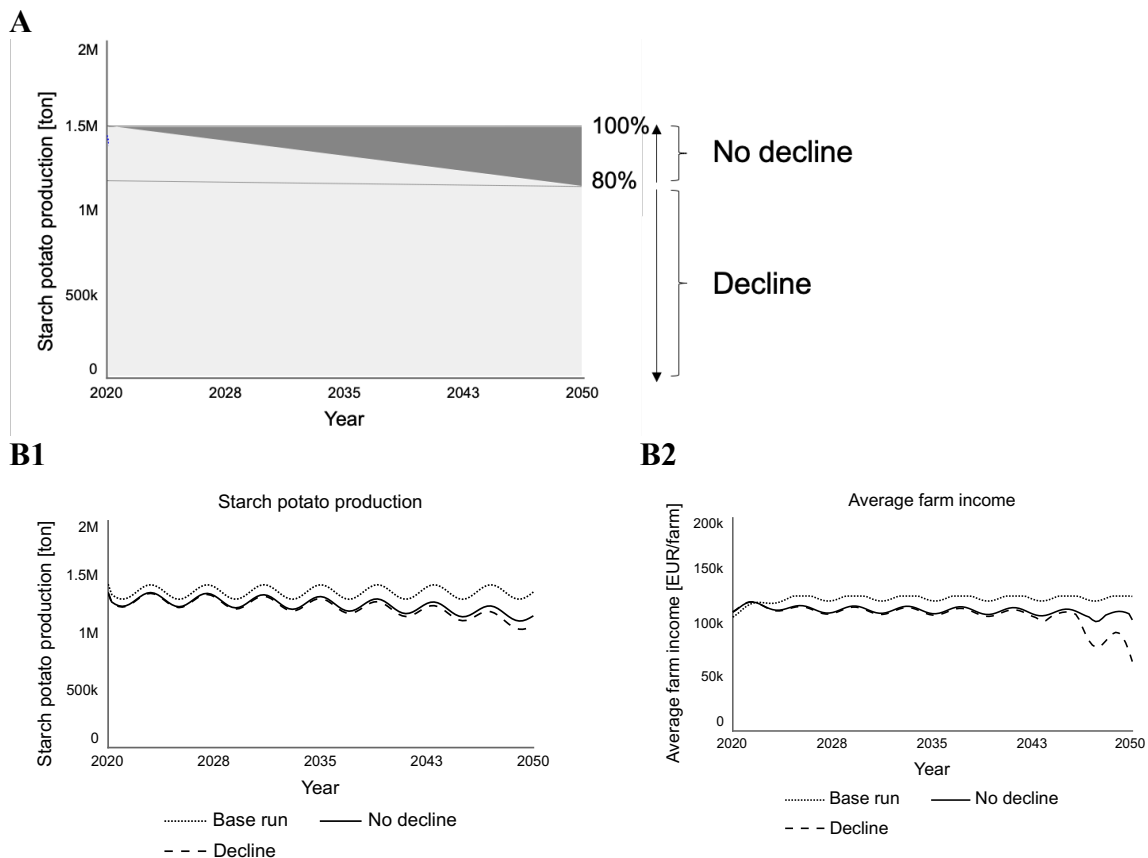 A
Starch potato production [ton]
2M
1.5M
1M
500k
0
2020 2028 2035 2043 2050
Year
100%
80%
No decline
Decline
B1
Starch potato production
Starch potato production [ton]
2M
1.5M
1M
500k
0
2020 2028 2035 2043 2050
Year
Base run No decline
Decline
B2
Average farm income
Average farm income [EUR/farm]
200k
150k
100k
50k
0
2020 2028 2035 2043 2050
Year
Base run No decline
Decline